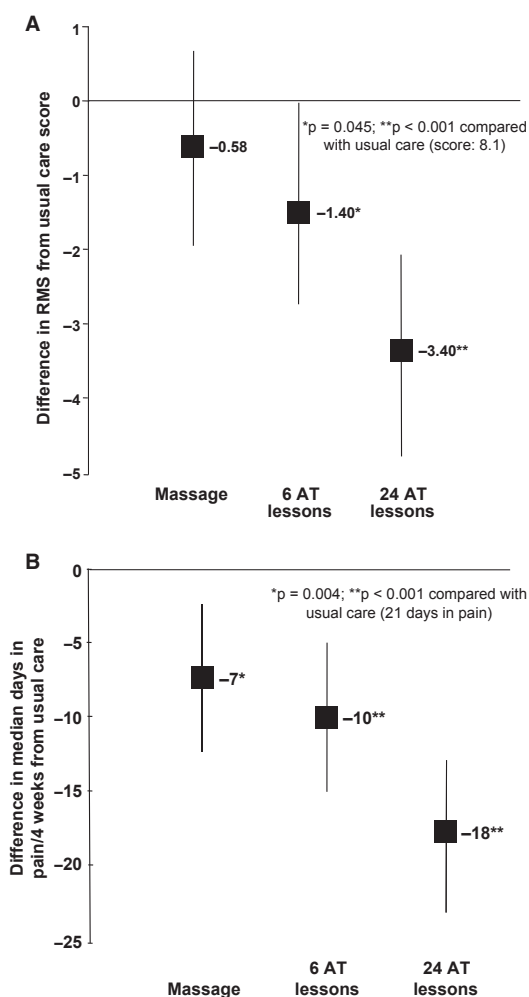 A
1
0
–1
–2
–3
–4
–5
Difference in RMS from usual care score
*p = 0.045; **p < 0.001 compared
with usual care (score: 8.1)
–0.58
–1.40*
–3.40**
Massage
6 AT
lessons
24 AT
lessons
B
0
–5
–10
–15
–20
–25
Difference in median days in
pain/4 weeks from usual care
*p = 0.004; **p < 0.001 compared with
usual care (21 days in pain)
–7*
–10**
–18**
Massage
6 AT
lessons
24 AT
lessons